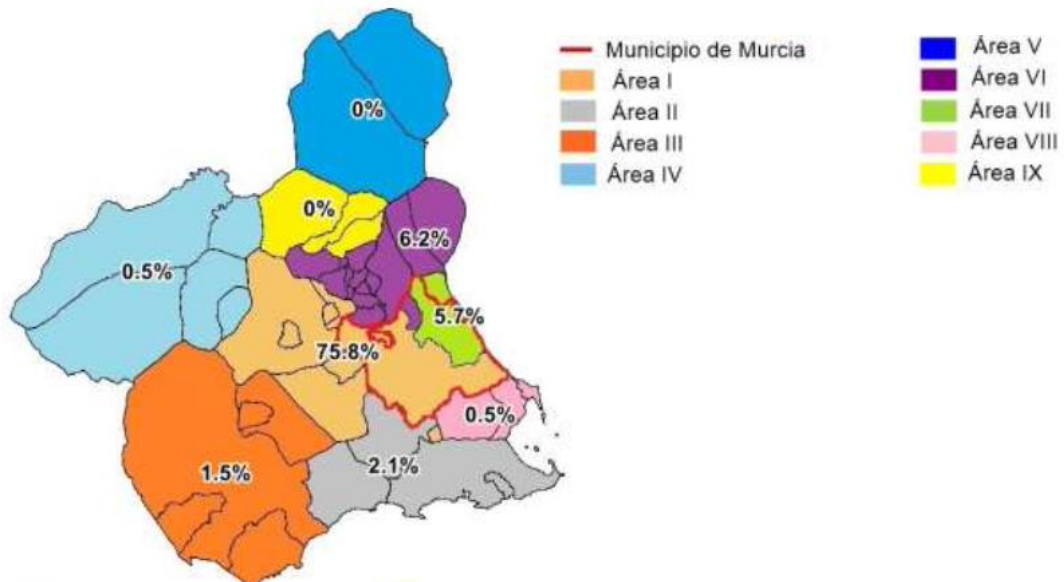 Municipio de Murcia
Área I
Área II
Área III
Área IV
Área V
Área VI
Área VII
Área VIII
Área IX
0%
0%
6.2%
0.5%
5.7%
75.8%
0.5%
2.1%
1.5%